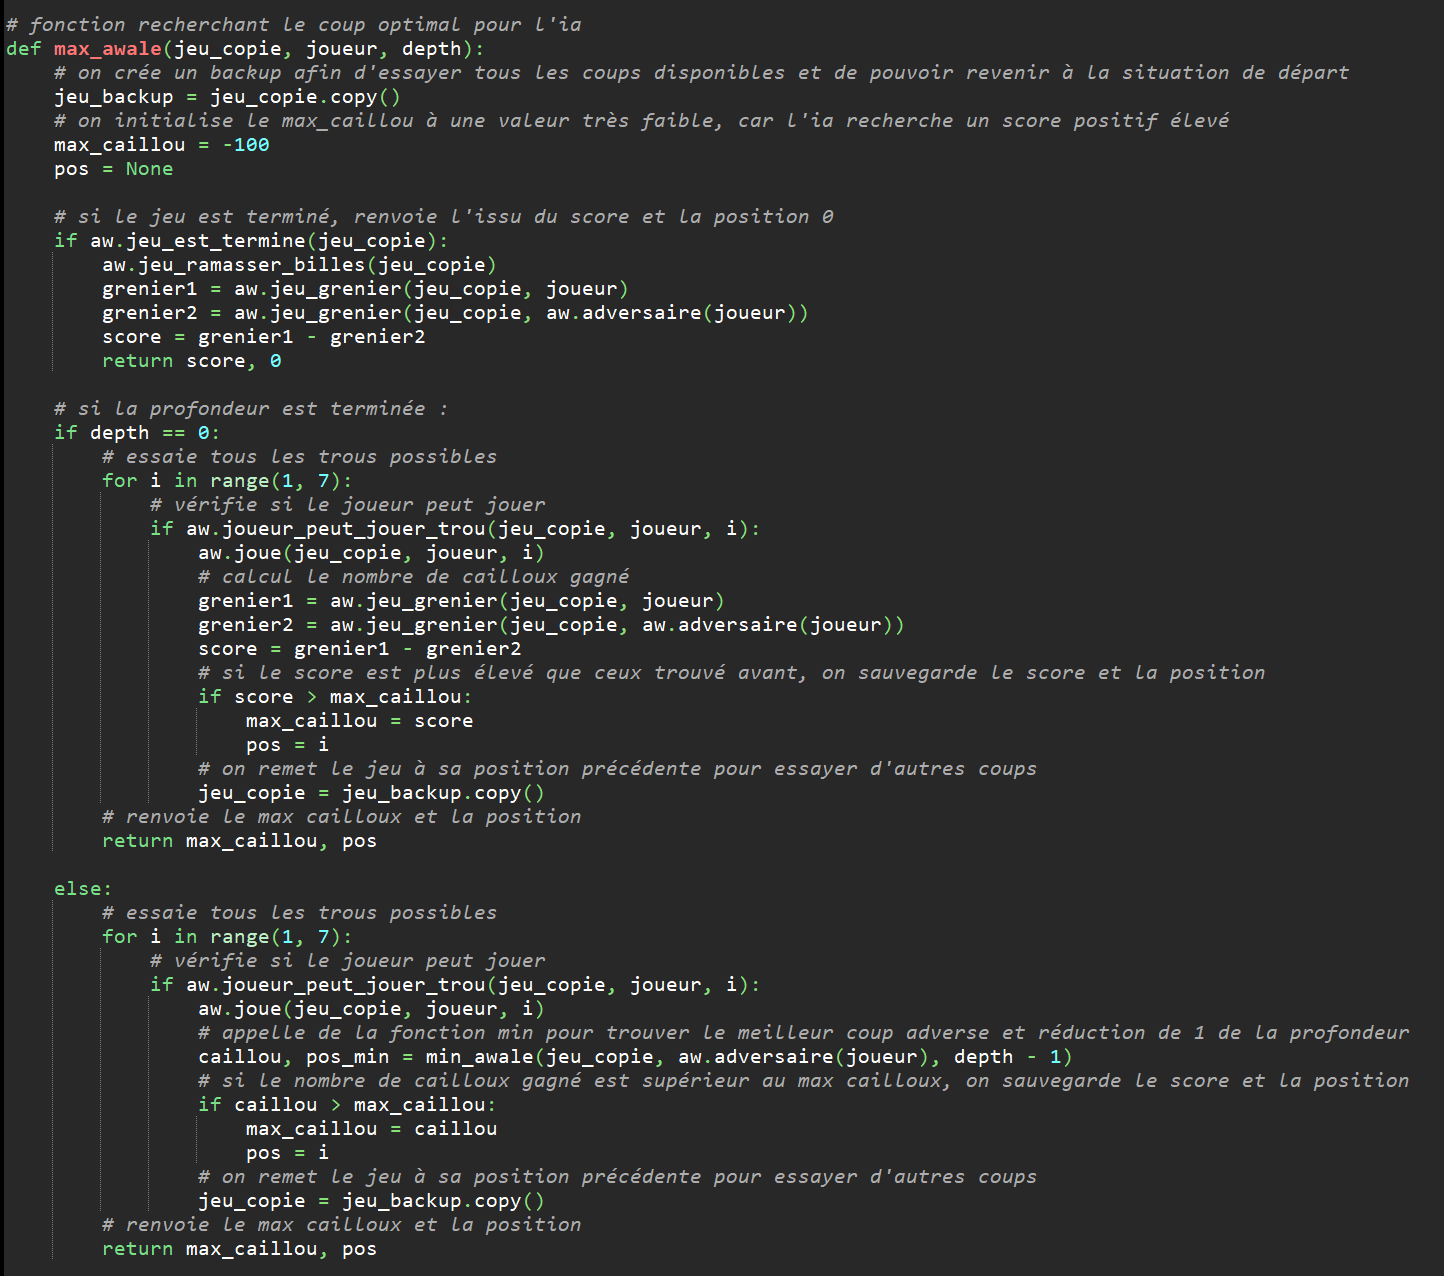 # fonction recherchant le coup optimal pour l'ia
def max_awale(jeu_copie, joueur, depth):
    # on crée un backup afin d'essayer tous les coups disponibles et de pouvoir revenir à la situation de départ
    jeu_backup = jeu_copie.copy()
    # on initialise le max_caillou à une valeur très faible, car l'ia recherche un score positif élevé
    max_caillou = -100
    pos = None

    # si le jeu est terminé, renvoie l'issu du score et la position 0
    if aw.jeu_est_termine(jeu_copie):
        aw.jeu_ramasser_billes(jeu_copie)
        grenier1 = aw.jeu_grenier(jeu_copie, joueur)
        grenier2 = aw.jeu_grenier(jeu_copie, aw.adversaire(joueur))
        score = grenier1 - grenier2
        return score, 0

    # si la profondeur est terminée :
    if depth == 0:
        # essaie tous les trous possibles
        for i in range(1, 7):
            # vérifie si le joueur peut jouer
            if aw.joueur_peut_jouer_trou(jeu_copie, joueur, i):
                aw.joue(jeu_copie, joueur, i)
                # calcul le nombre de cailloux gagné
                grenier1 = aw.jeu_grenier(jeu_copie, joueur)
                grenier2 = aw.jeu_grenier(jeu_copie, aw.adversaire(joueur))
                score = grenier1 - grenier2
                # si le score est plus élevé que ceux trouvé avant, on sauvegarde le score et la position
                if score > max_caillou:
                    max_caillou = score
                    pos = i
                # on remet le jeu à sa position précédente pour essayer d'autres coups
                jeu_copie = jeu_backup.copy()
        # renvoie le max cailloux et la position
        return max_caillou, pos

    else:
        # essaie tous les trous possibles
        for i in range(1, 7):
            # vérifie si le joueur peut jouer
            if aw.joueur_peut_jouer_trou(jeu_copie, joueur, i):
                aw.joue(jeu_copie, joueur, i)
                # appelle de la fonction min pour trouver le meilleur coup adverse et réduction de 1 de la profondeur
                caillou, pos_min = min_awale(jeu_copie, aw.adversaire(joueur), depth - 1)
                # si le nombre de cailloux gagné est supérieur au max cailloux, on sauvegarde le score et la position
                if caillou > max_caillou:
                    max_caillou = caillou
                    pos = i
                # on remet le jeu à sa position précédente pour essayer d'autres coups
                jeu_copie = jeu_backup.copy()
        # renvoie le max cailloux et la position
        return max_caillou, pos